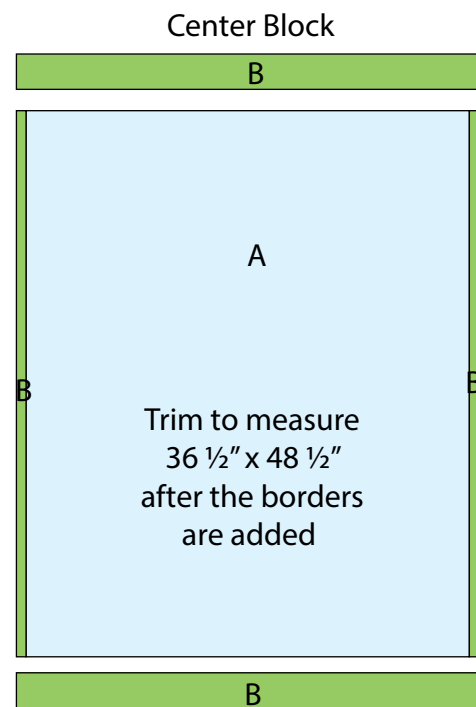 Center Block
B
A
B
B
Trim to measure
36 ½” x 48 ½”
after the borders
are added
B